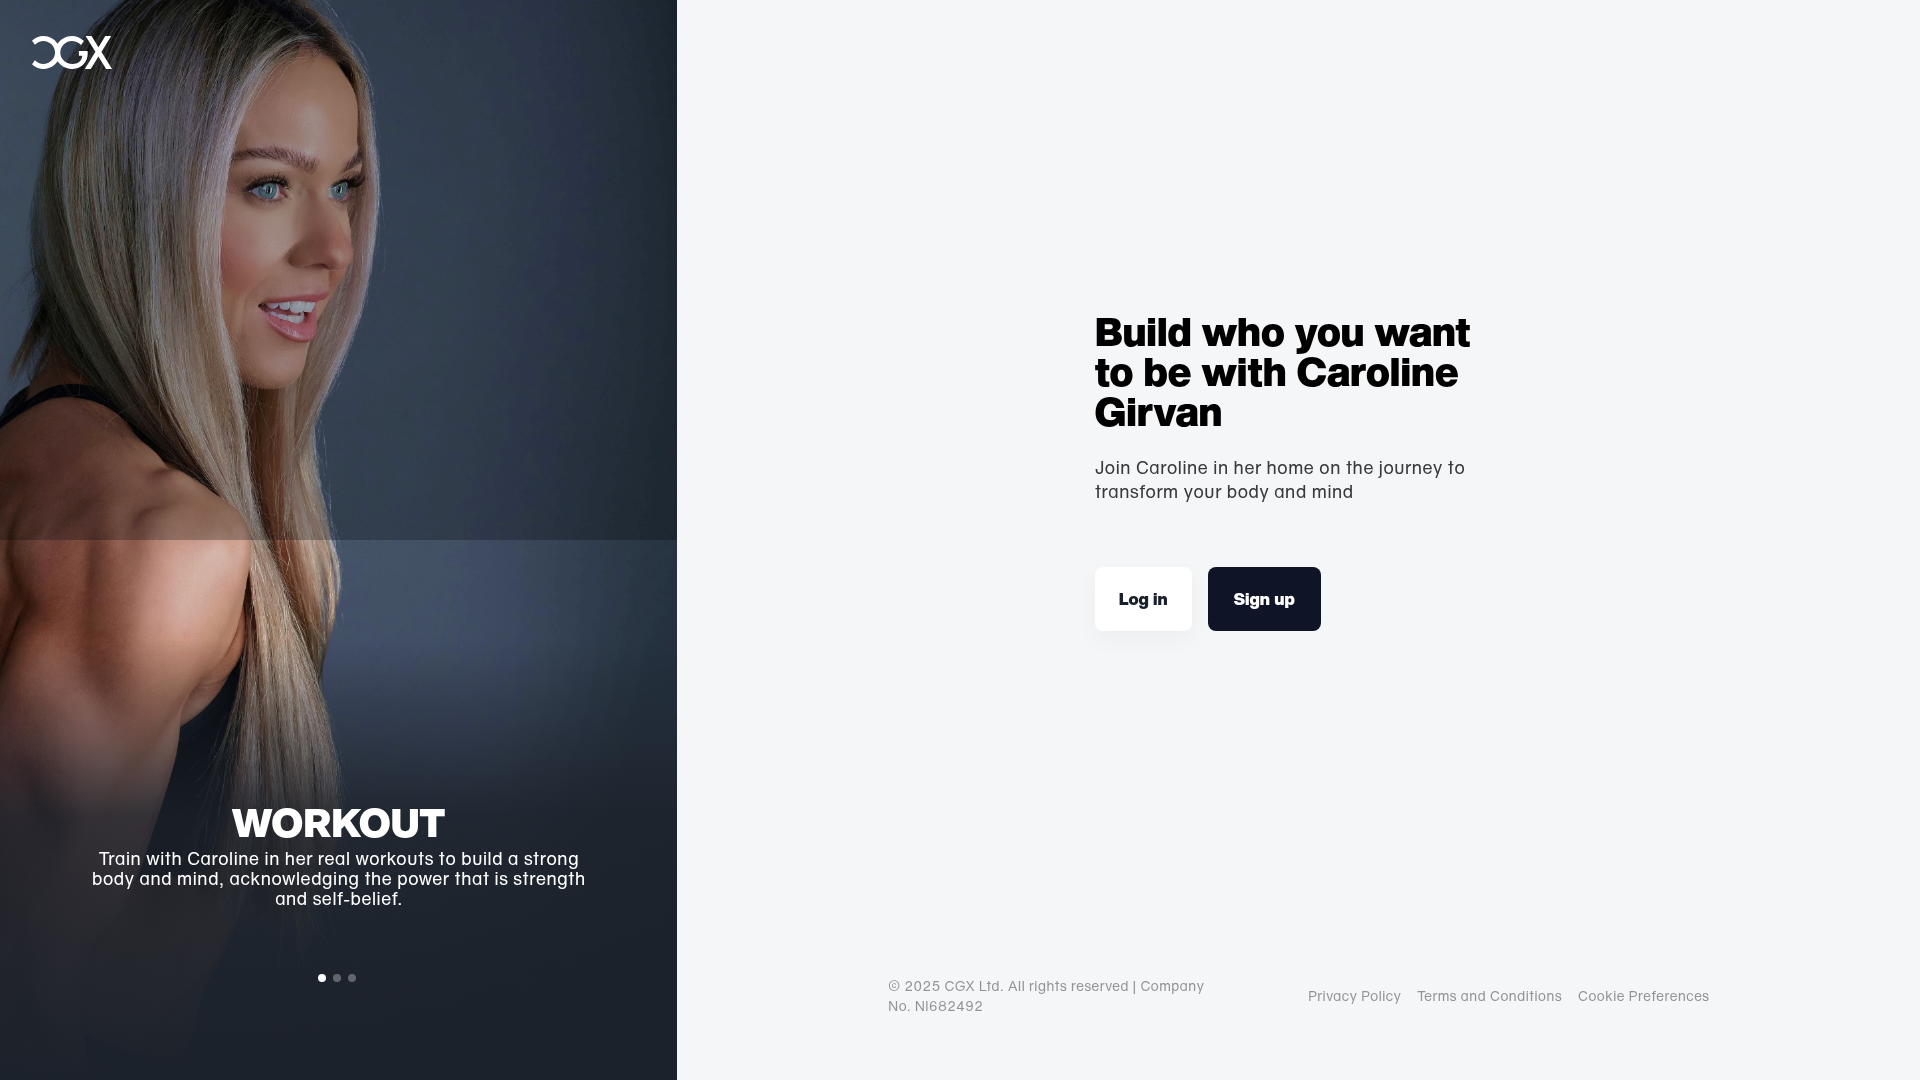 CGX
WORKOUT
Train with Caroline in her real workouts to build a strong
body and mind, acknowledging the power that is strength
and self-belief.
Build who you want
to be with Caroline
Girvan
Join Caroline in her home on the journey to
transform your body and mind
Log in
Sign up
© 2025 CGX Ltd. All rights reserved | Company
No. NI682492
Privacy Policy
Terms and Conditions
Cookie Preferences